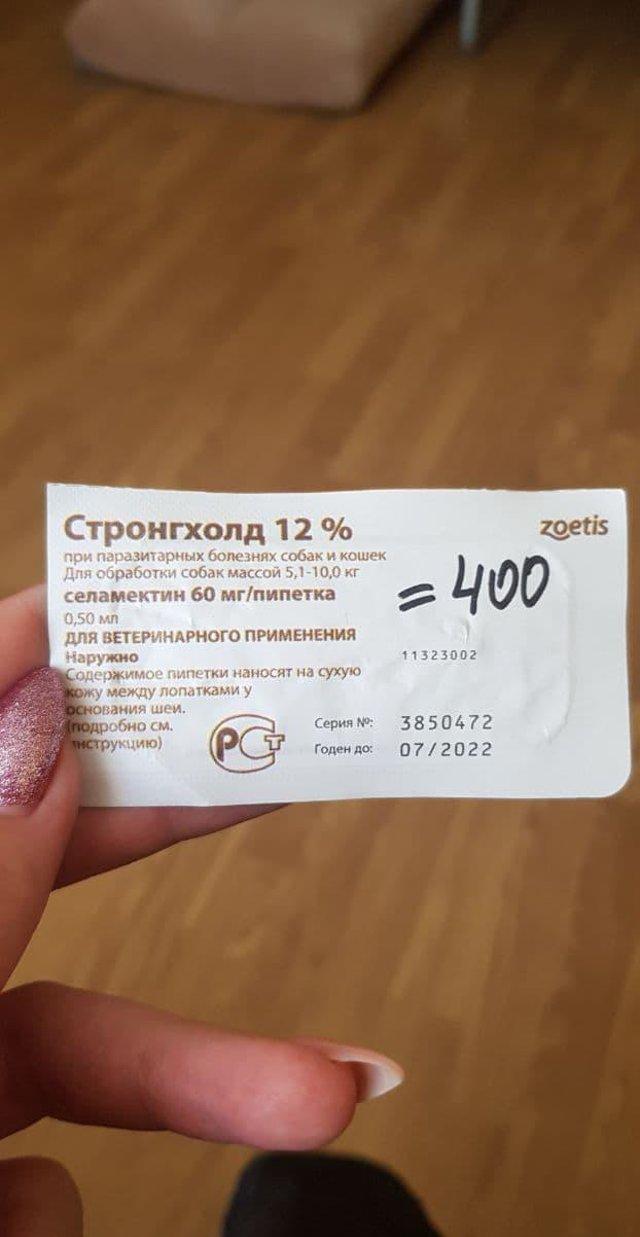 Стронгхолд 12 %
zoetis
при паразитарных болезнях собак и кошек
Для обработки собак массой 5,1-10,0 кг
селамектин 60 мг/пипетка
= 400
0,50 мл
ДЛЯ ВЕТЕРИНАРНОГО ПРИМЕНЕНИЯ
Наружно
11323002
Содержимое пипетки наносят на сухую
кожу между лопатками у
основания шеи.
(подробно см.
инструкцию)
РСТ
Серия №: 3850472
Годен до: 07/2022